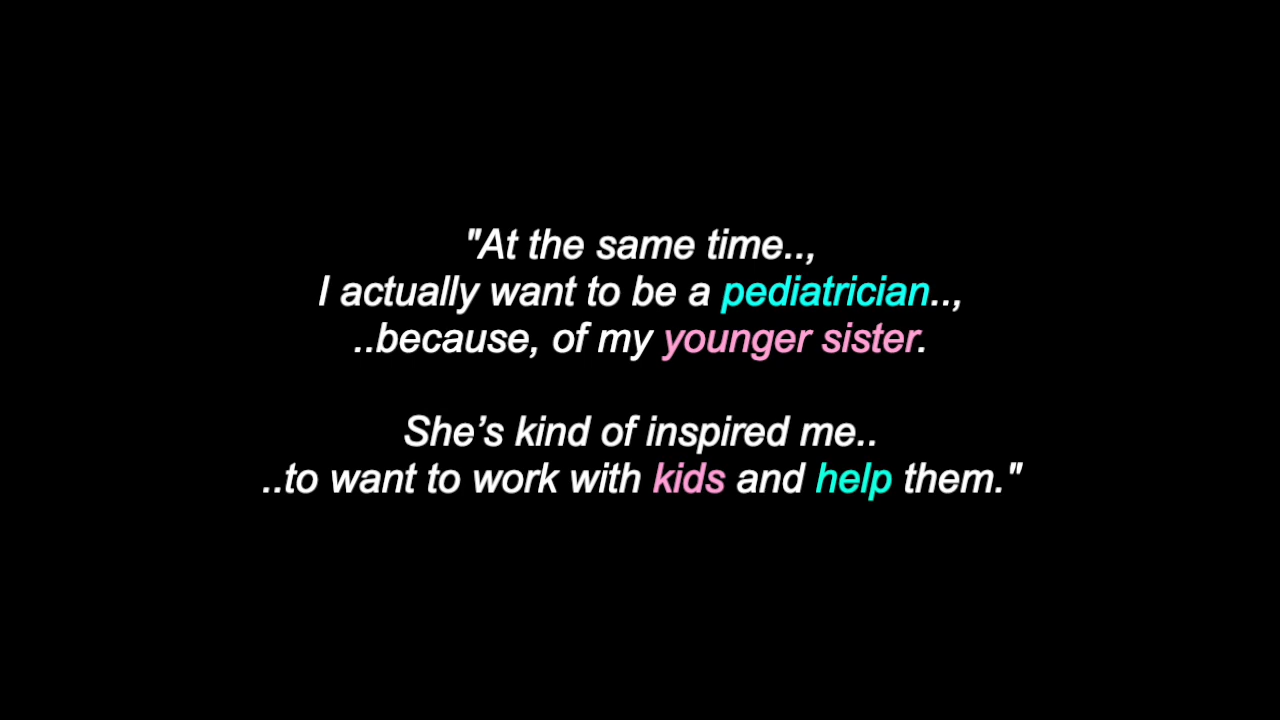 "At the same time..,
I actually want to be a pediatrician..,
..because, of my younger sister.
She’s kind of inspired me..
..to want to work with kids and help them."